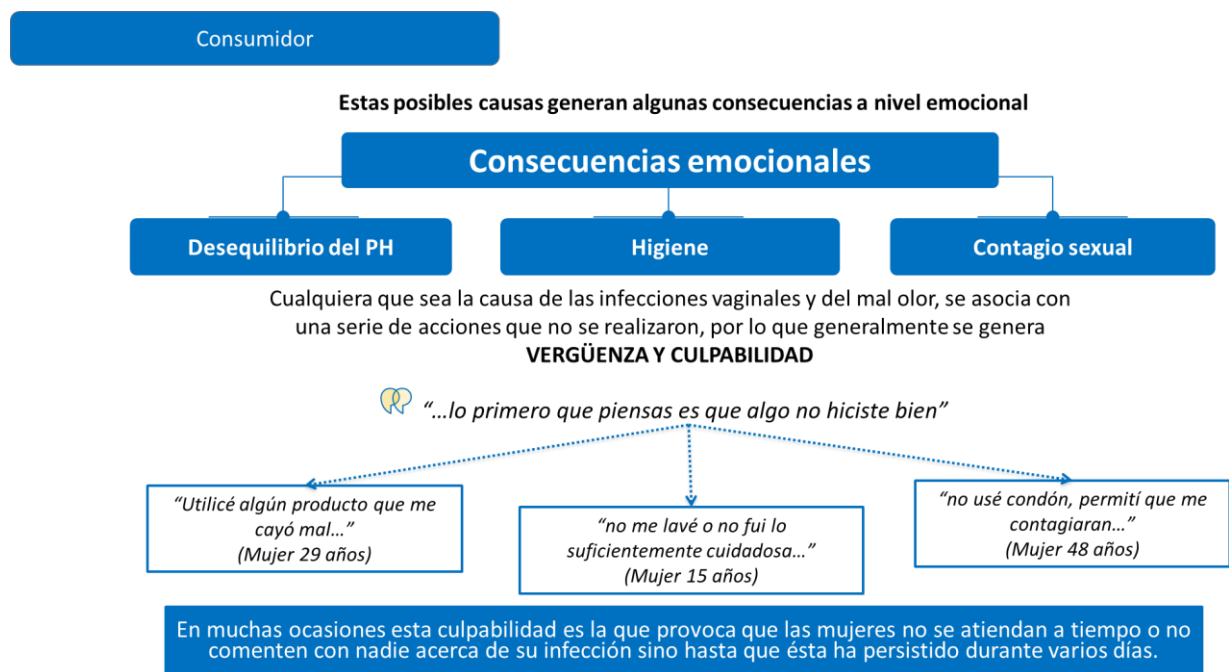 Consumidor
Estas posibles causas generan algunas consecuencias a nivel emocional
Consecuencias emocionales
Desequilibrio del PH
Higiene
Contagio sexual
Cualquiera que sea la causa de las infecciones vaginales y del mal olor, se asocia con
una serie de acciones que no se realizaron, por lo que generalmente se genera
VERGÜENZA Y CULPABILIDAD
“…lo primero que piensas es que algo no hiciste bien”
“Utilicé algún producto que me
cayó mal…”
(Mujer 29 años)
“no me lavé o no fui lo
suficientemente cuidadosa…”
(Mujer 15 años)
“no usé condón, permití que me
contagiaran…”
(Mujer 48 años)
En muchas ocasiones esta culpabilidad es la que provoca que las mujeres no se atiendan a tiempo o no
comenten con nadie acerca de su infección sino hasta que ésta ha persistido durante varios días.